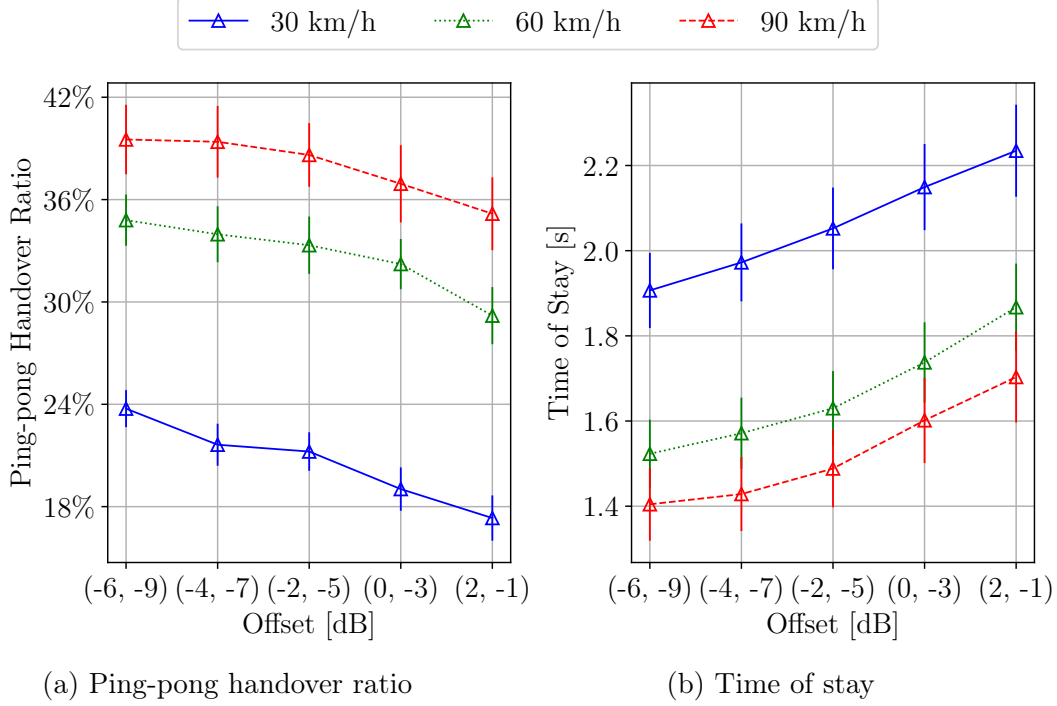 30 km/h 60 km/h 90 km/h
Ping-pong Handover Ratio
42%
36%
30%
24%
18%
(-6, -9) (-4, -7) (-2, -5) (0, -3) (2, -1)
Offset [dB]
(a) Ping-pong handover ratio
Time of Stay [s]
2.2
2.0
1.8
1.6
1.4
(-6, -9) (-4, -7) (-2, -5) (0, -3) (2, -1)
Offset [dB]
(b) Time of stay